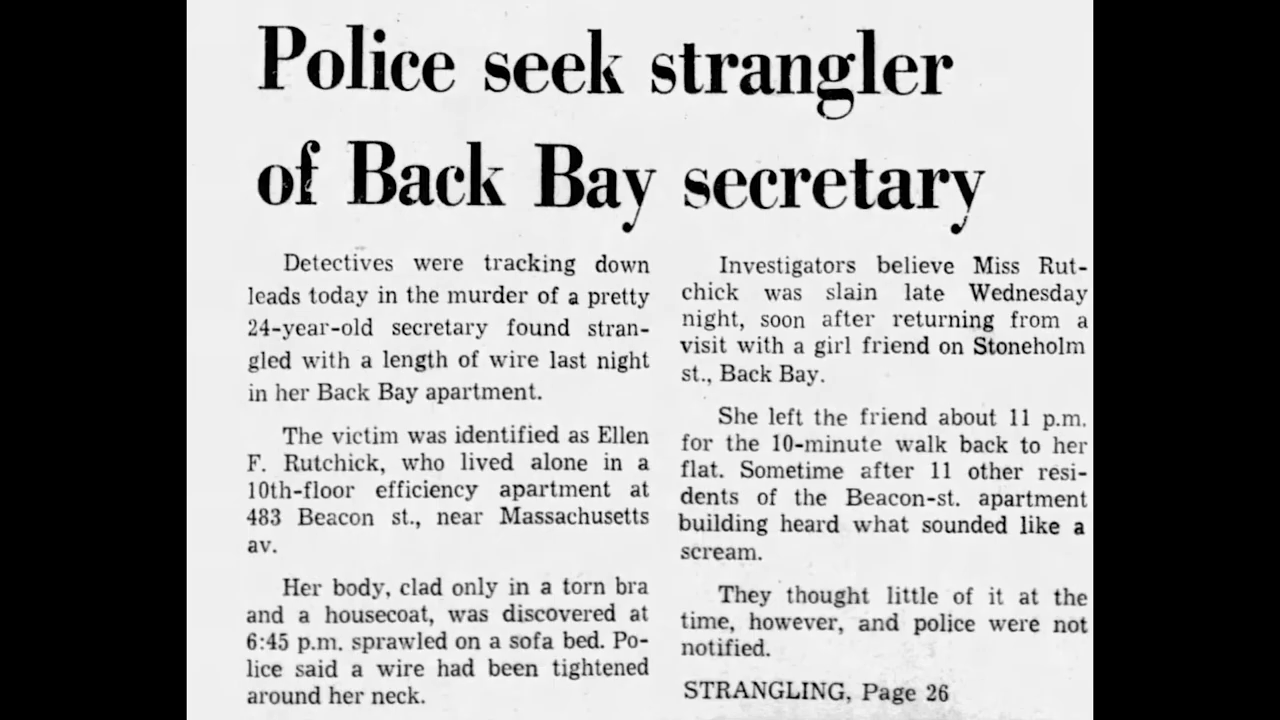 Police seek strangler
of Back Bay secretary
Detectives were tracking down
leads today in the murder of a pretty
24-year-old secretary found stran-
gled with a length of wire last night
in her Back Bay apartment.
The victim was identified as Ellen
F. Rutchick, who lived alone in a
10th-floor efficiency apartment at
483 Beacon st., near Massachusetts
av.
Her body, clad only in a torn bra
and a housecoat, was discovered at
6:45 p.m. sprawled on a sofa bed. Po-
lice said a wire had been tightened
around her neck.
Investigators believe Miss Rut-
chick was slain late Wednesday
night, soon after returning from a
visit with a girl friend on Stoneholm
st., Back Bay.
She left the friend about 11 p.m.
for the 10-minute walk back to her
flat. Sometime after 11 other resi-
dents of the Beacon-st. apartment
building heard what sounded like a
scream.
They thought little of it at the
time, however, and police were not
notified.
STRANGLING, Page 26